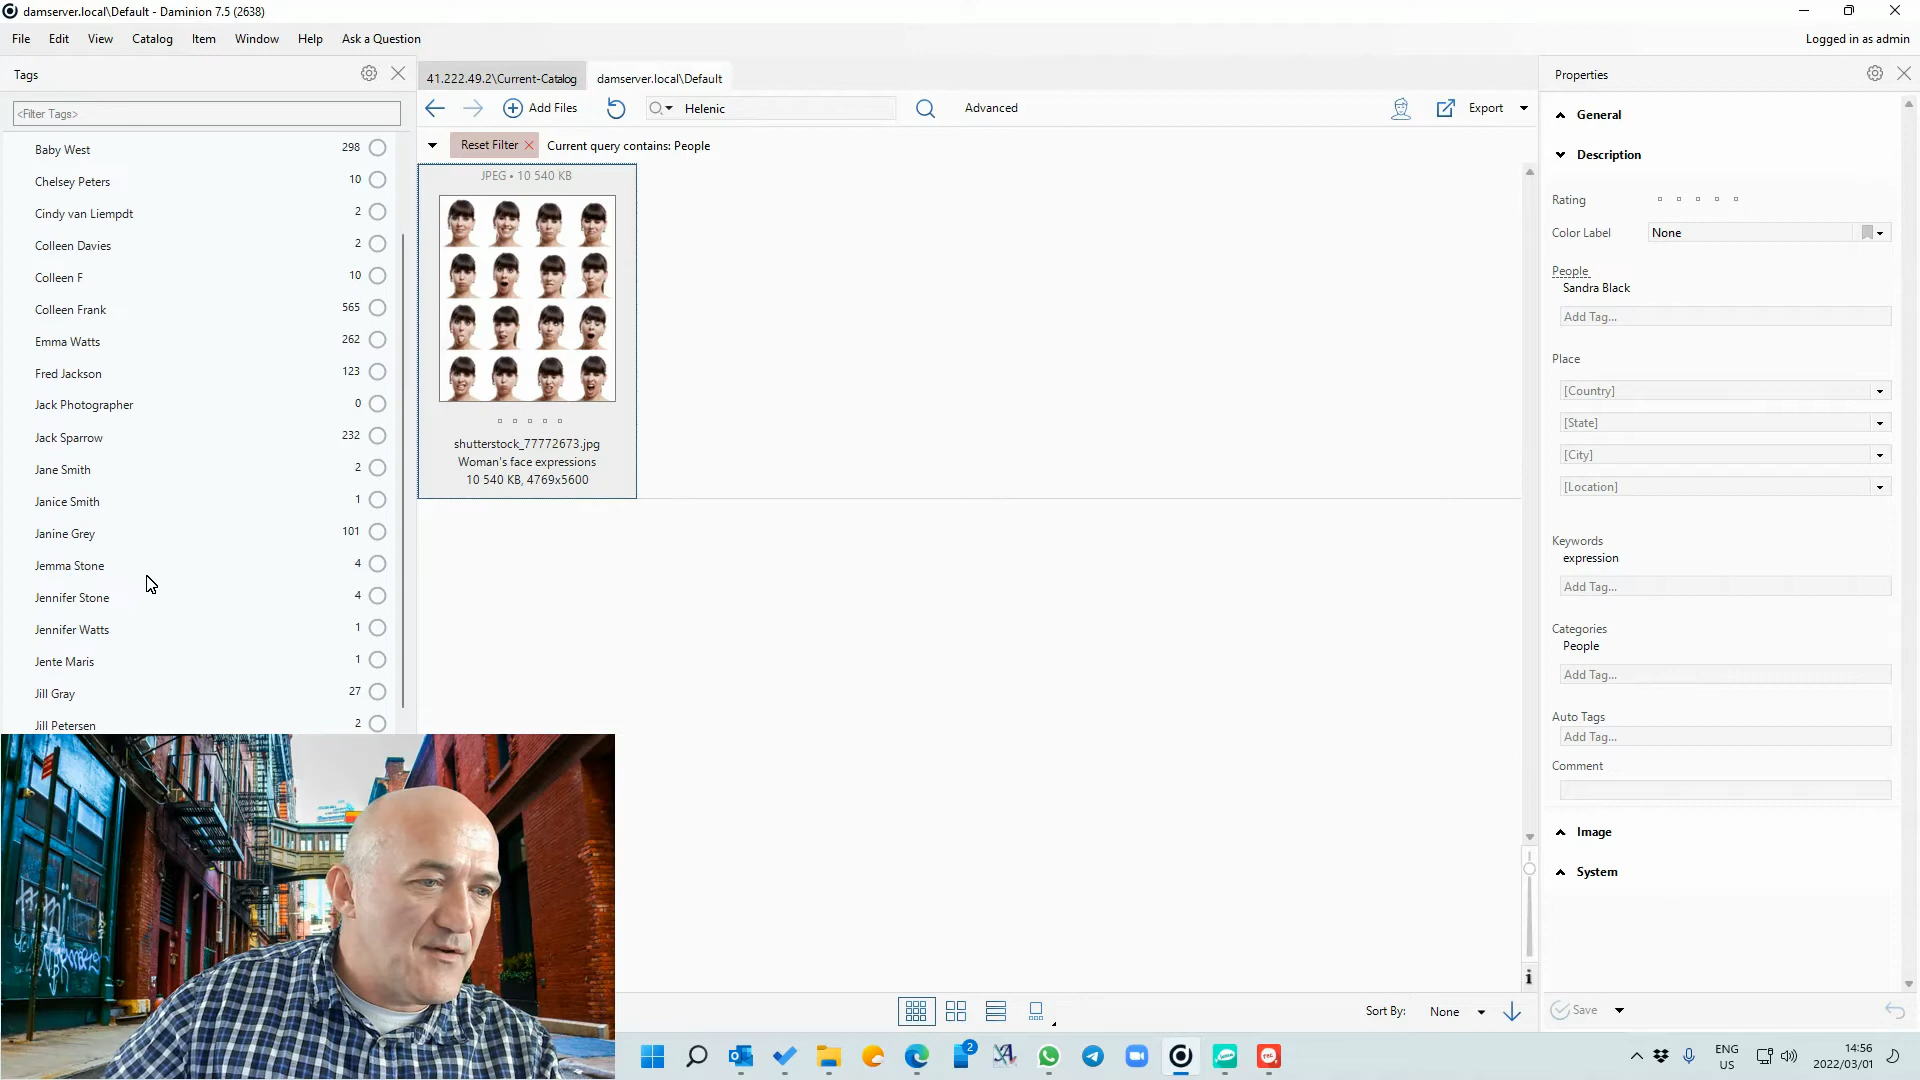 damserver.local\Default - Daminion 7.5 (2638)
File Edit View Catalog Item Window Help Ask a Question Logged in as admin
Tags
<Filter Tags>
Baby West 298
Chelsey Peters 10
Cindy van Liempdt 2
Colleen Davies 2
Colleen F 10
Colleen Frank 565
Emma Watts 262
Fred Jackson 123
Jack Photographer 0
Jack Sparrow 232
Jane Smith 2
Janice Smith 1
Janine Grey 101
Jemma Stone 4
Jennifer Stone 4
Jennifer Watts 1
Jente Maris 1
Jill Gray 27
Jill Petersen 2
41.222.49.2\Current-Catalog damserver.local\Default
Add Files Helenic Advanced Export
Reset Filter Current query contains: People
JPEG • 10 540 KB
shutterstock_77772673.jpg
Woman's face expressions
10 540 KB, 4769x5600
Sort By: None
Properties
General
Description
Rating
Color Label None
People
Sandra Black
Add Tag...
Place
[Country]
[State]
[City]
[Location]
Keywords
expression
Add Tag...
Categories
People
Add Tag...
Auto Tags
Add Tag...
Comment
Image
System
Save
2
ENG
US
14:56
2022/03/01